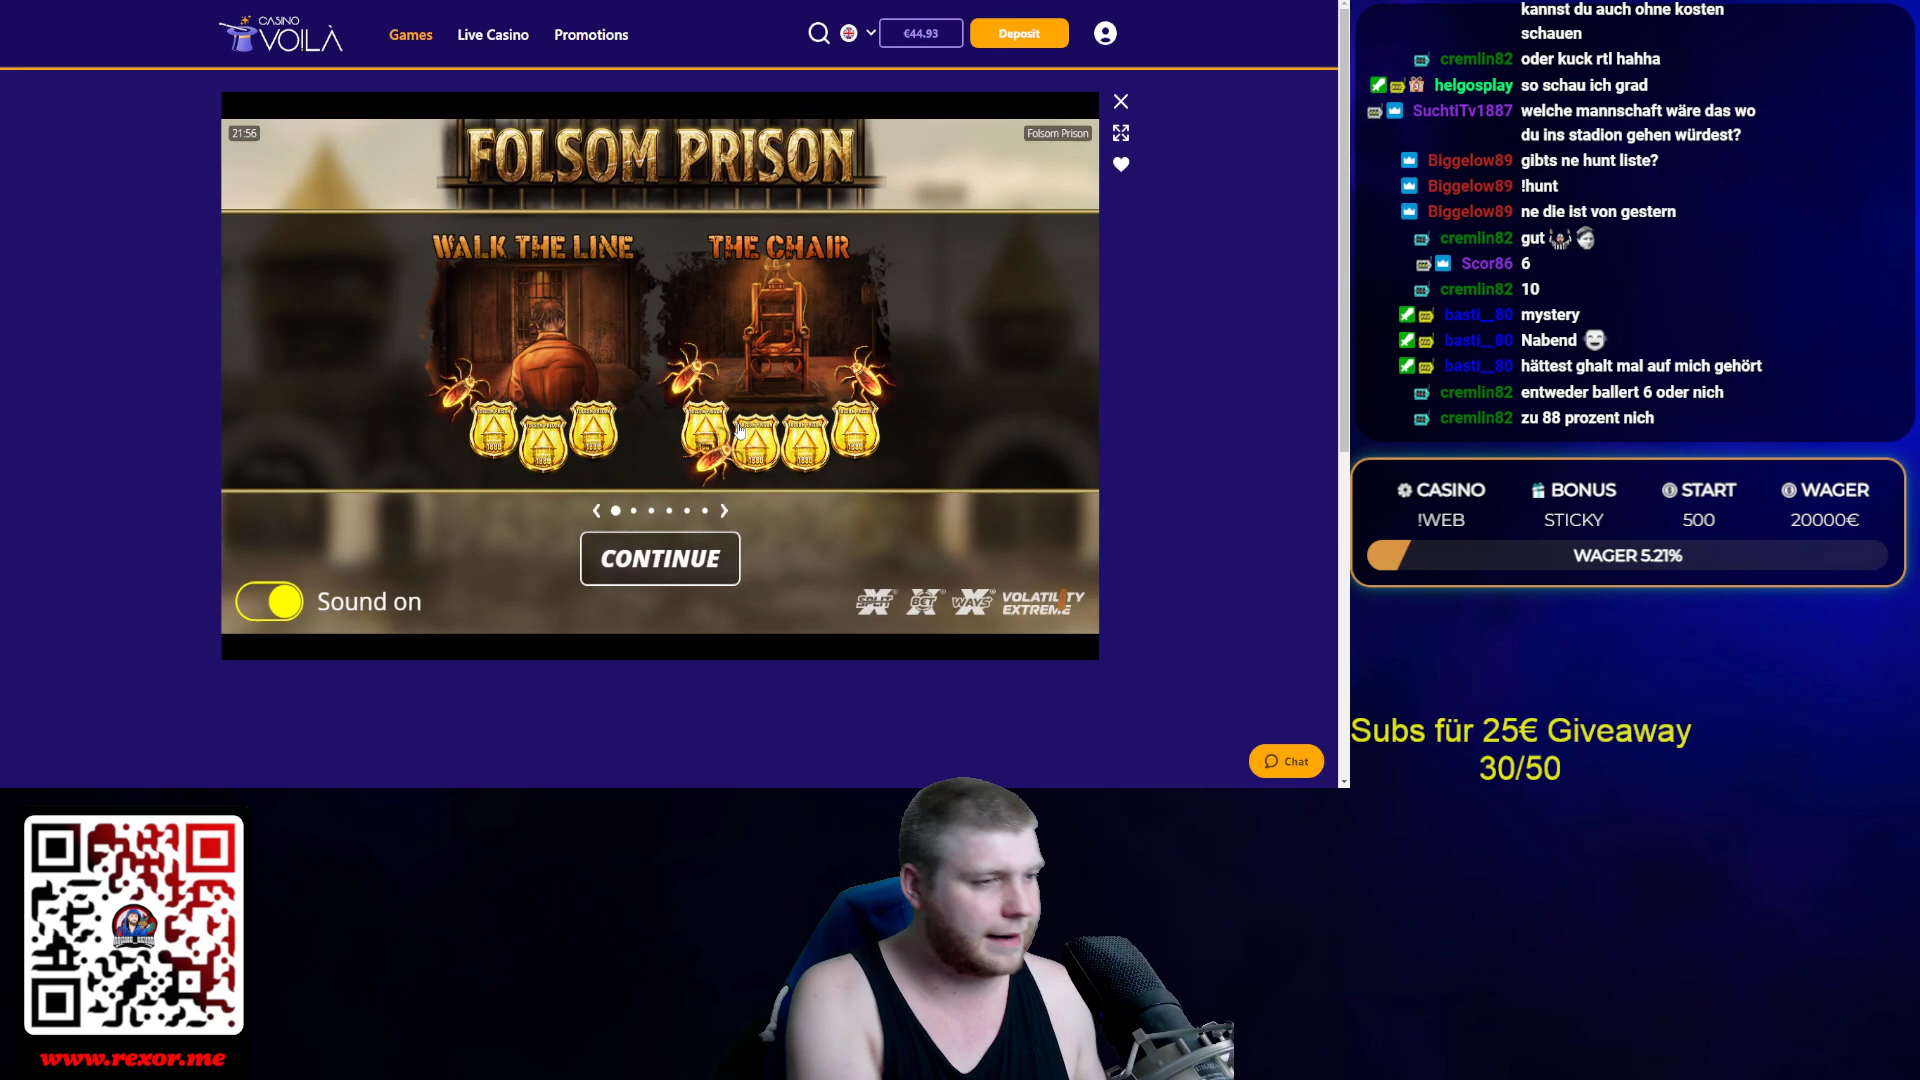 CASINO
VOILÀ
Games
Live Casino
Promotions
€44.93
Deposit
21:56
FOLSOM PRISON
Folsom Prison
WALK THE LINE
THE CHAIR
CONTINUE
Sound on
SPLIT
BET
WAYS
VOLATILITY
EXTREME
Chat
kannst du auch ohne kosten
schauen
cremlin82 oder kuck rtl hahha
helgosplay so schau ich grad
SuchtiTv1887 welche mannschaft wäre das wo
du ins stadion gehen würdest?
Biggelow89 gibts ne hunt liste?
Biggelow89 !hunt
Biggelow89 ne die ist von gestern
cremlin82 gut
Scor86 6
cremlin82 10
basti__80 mystery
basti__80 Nabend
basti__80 hättest ghalt mal auf mich gehört
cremlin82 entweder ballert 6 oder nich
cremlin82 zu 88 prozent nich
CASINO BONUS START WAGER
!WEB STICKY 500 20000€
WAGER 5.21%
Subs für 25€ Giveaway
30/50
www.rexor.me